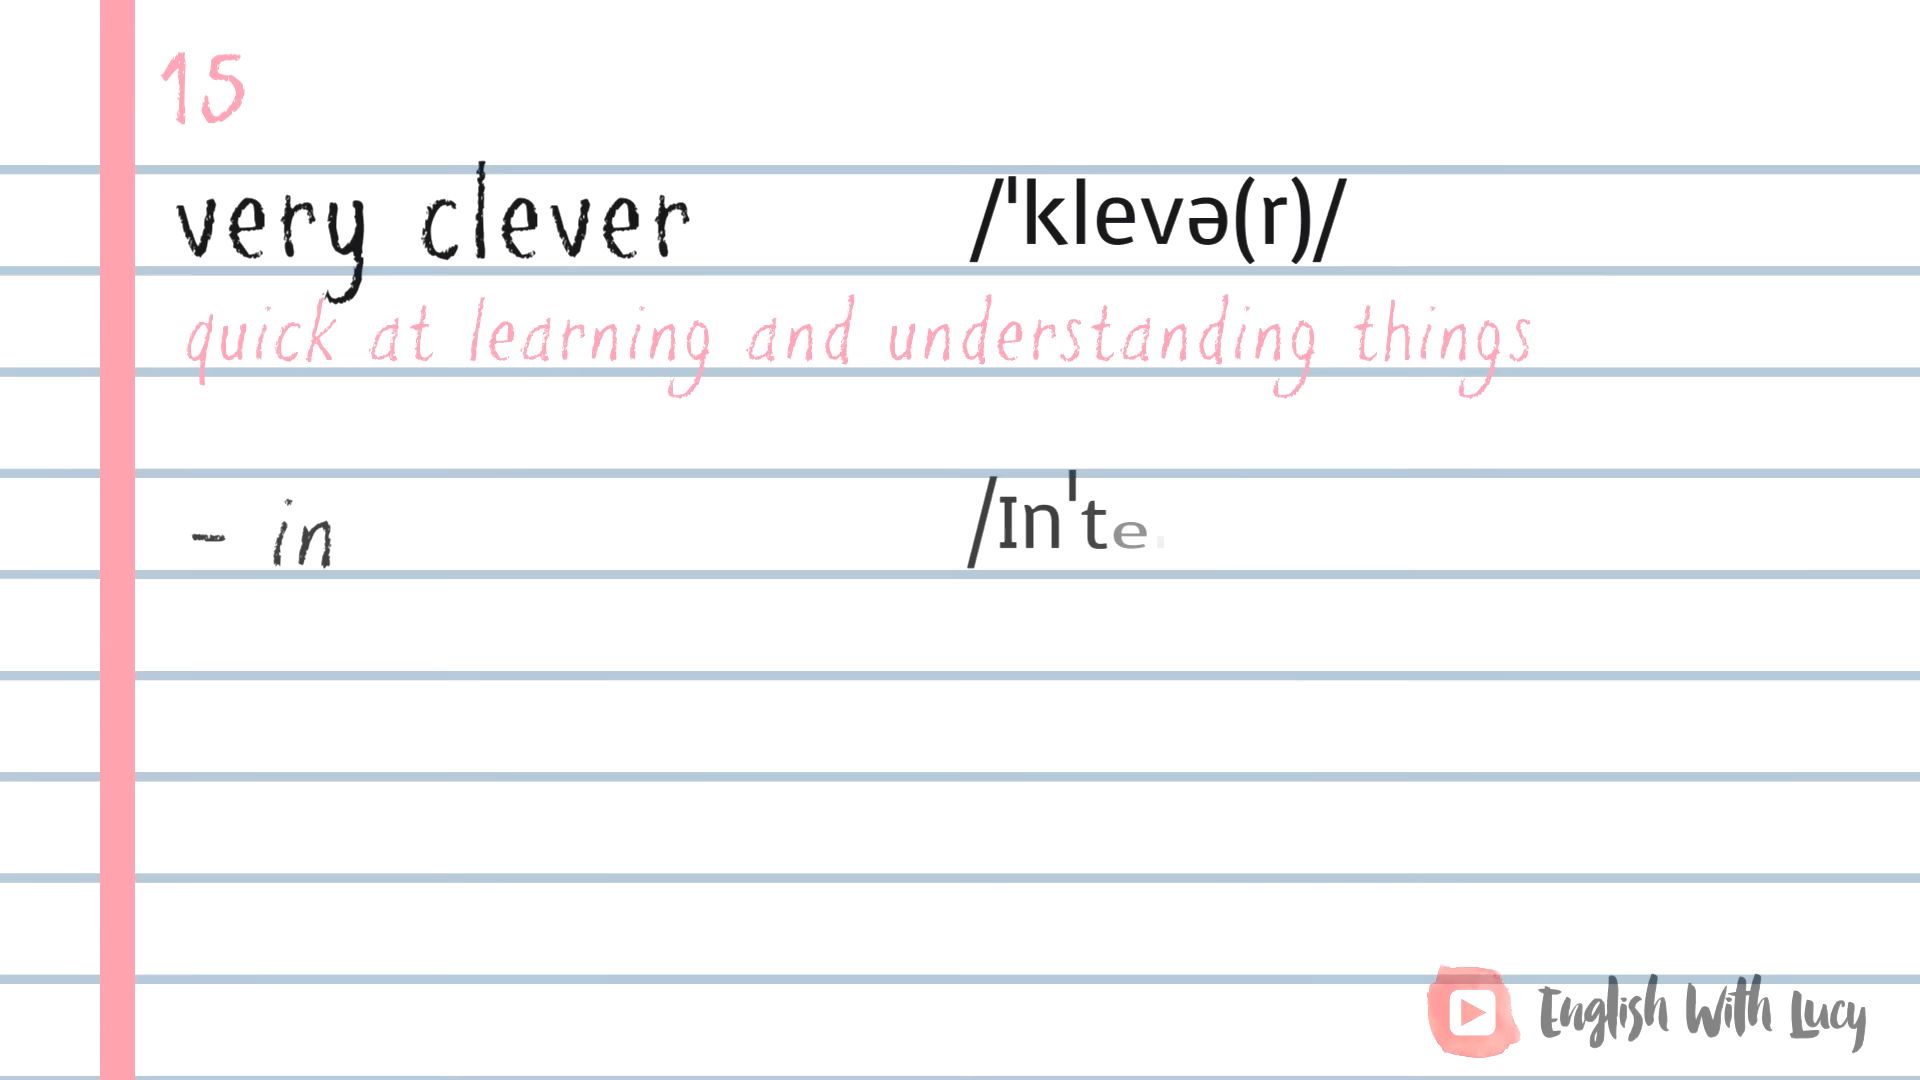 15
very clever /ˈklevə(r)/
quick at learning and understanding things
- in /Inˈte
English With Lucy